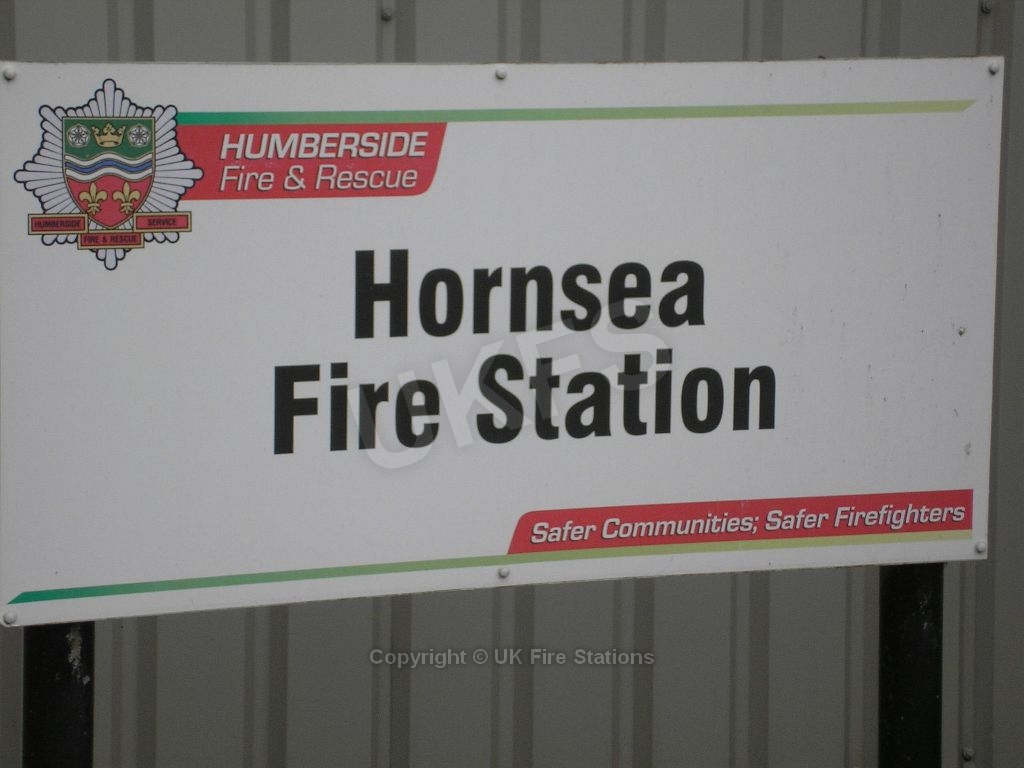 HUMBERSIDE
Fire & Rescue
HUMBERSIDE SERVICE
FIRE & RESCUE
Hornsea
Fire Station
UKFS
Safer Communities; Safer Firefighters
Copyright © UK Fire Stations